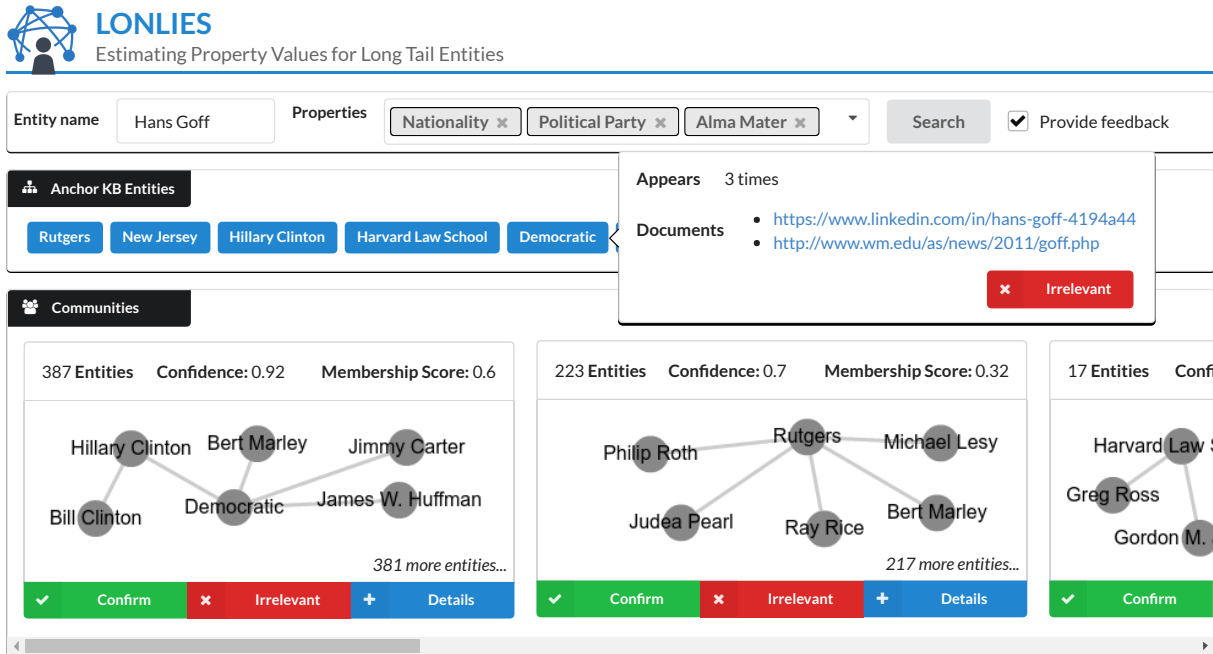 LONLIES
Estimating Property Values for Long Tail Entities
Entity name Hans Goff Properties Nationality Political Party Alma Mater Search Provide feedback
Appears 3 times
Documents
https://www.linkedin.com/in/hans-goff-4194a44
http://www.wm.edu/as/news/2011/goff.php
Irrelevant
Anchor KB Entities
Rutgers New Jersey Hillary Clinton Harvard Law School Democratic
Communities
387 Entities Confidence: 0.92 Membership Score: 0.6
Hillary Clinton Bert Marley Jimmy Carter
Democratic James W. Huffman
Bill Clinton
381 more entities...
Confirm Irrelevant Details
223 Entities Confidence: 0.7 Membership Score: 0.32
Philip Roth Rutgers Michael Lesy
Judea Pearl Ray Rice Bert Marley
217 more entities...
Confirm Irrelevant Details
17 Entities Conf
Harvard Law
Greg Ross
Gordon M.
Confirm